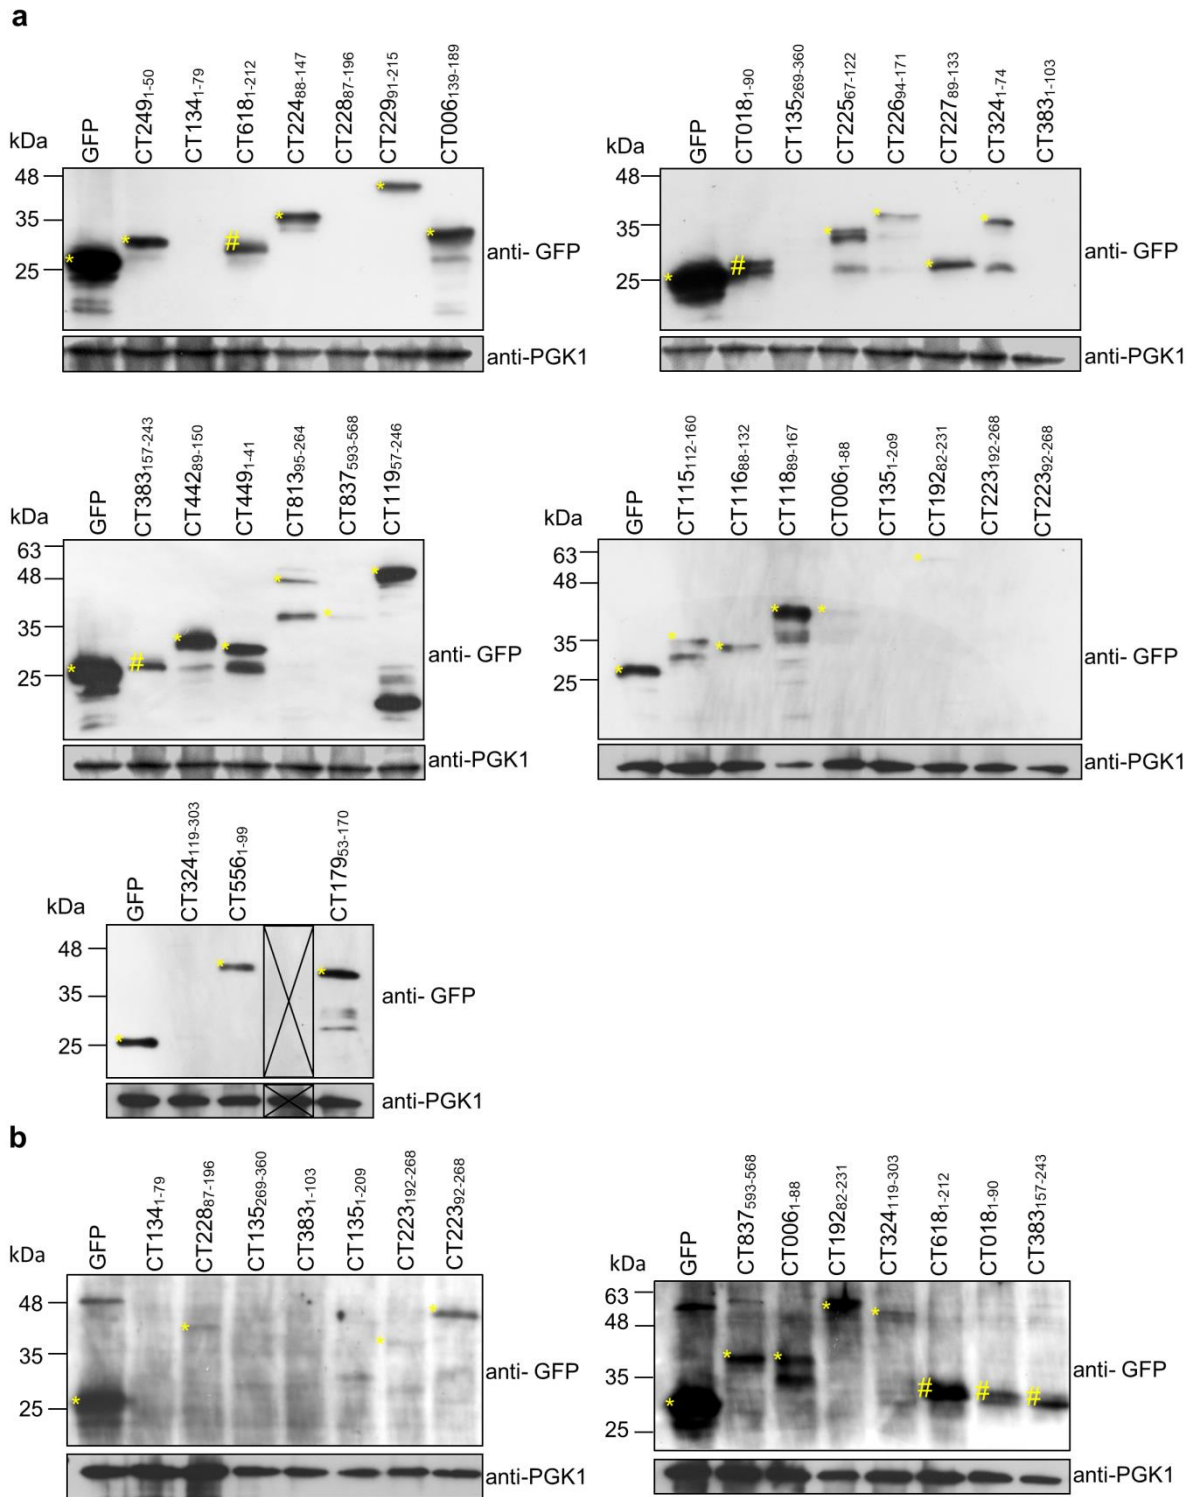 a
kDa GFP CT249₁₋₅₀ CT134₁₋₇₉ CT618₁₋₂₁₂ CT224₈₈₋₁₄₇ CT228₈₇₋₁₉₆ CT229₉₁₋₂₁₅ CT006₁₃₉₋₁₈₉
48
35
25
* * # * * *
anti- GFP
anti-PGK1
kDa GFP CT018₁₋₉₀ CT135₂₆₉₋₃₆₀ CT225₆₇₋₁₂₂ CT226₉₄₋₁₇₁ CT227₈₉₋₁₃₃ CT324₁₋₇₄ CT383₁₋₁₀₃
48
35
25
* # * * * *
anti- GFP
anti-PGK1
kDa GFP CT383₁₅₇₋₂₄₃ CT442₈₉₋₁₅₀ CT449₁₋₄₁ CT813₉₅₋₂₆₄ CT837₅₉₃₋₅₆₈ CT119₅₇₋₂₄₆
63
48
35
25
* # * * * * *
anti- GFP
anti-PGK1
kDa GFP CT115₁₁₂₋₁₆₀ CT116₈₈₋₁₃₂ CT118₈₉₋₁₆₇ CT006₁₋₈₈ CT135₁₋₂₀₉ CT192₈₂₋₂₃₁ CT223₁₉₂₋₂₆₈ CT223₉₂₋₂₆₈
63
48
35
25
* * * * * *
anti- GFP
anti-PGK1
kDa GFP CT324₁₁₉₋₃₀₃ CT556₁₋₉₉ CT179₅₃₋₁₇₀
48
35
25
* * *
anti- GFP
anti-PGK1
b
kDa GFP CT134₁₋₇₉ CT228₈₇₋₁₉₆ CT135₂₆₉₋₃₆₀ CT383₁₋₁₀₃ CT135₁₋₂₀₉ CT223₁₉₂₋₂₆₈ CT223₉₂₋₂₆₈
48
35
25
* * * *
anti- GFP
anti-PGK1
kDa GFP CT837₅₉₃₋₅₆₈ CT006₁₋₈₈ CT192₈₂₋₂₃₁ CT324₁₁₉₋₃₀₃ CT618₁₋₂₁₂ CT018₁₋₉₀ CT383₁₅₇₋₂₄₃
63
48
35
25
* * * * * # # #
anti- GFP
anti-PGK1